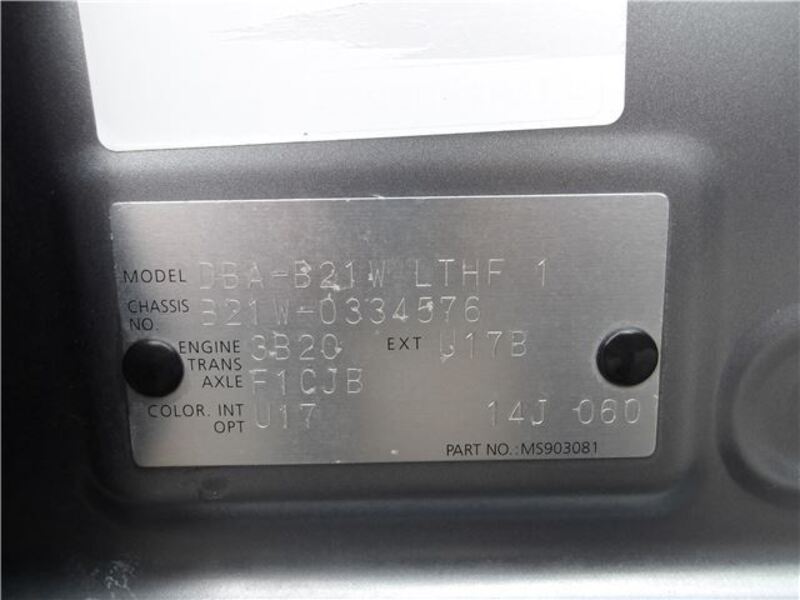 MODEL DBA-B21W LTHF 1
CHASSIS NO. B21W-0334576
ENGINE 3B20 EXT U17B
TRANS AXLE F1CJB
COLOR. INT OPT U17 14J 060
PART NO.:MS903081